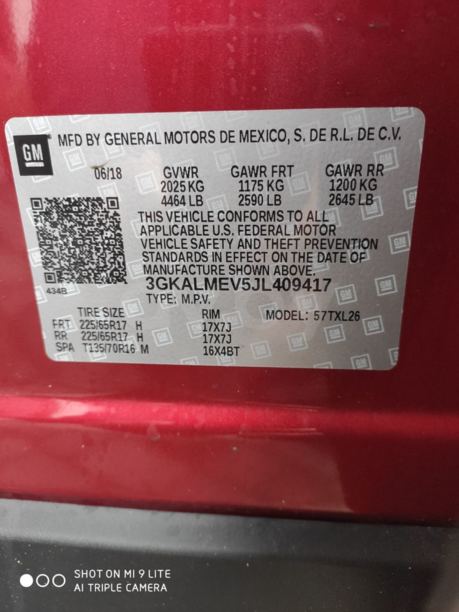 GM MFD BY GENERAL MOTORS DE MEXICO, S. DE R.L. DE C.V.
06/18 GVWR GAWR FRT GAWR RR
2025 KG 1175 KG 1200 KG
4464 LB 2590 LB 2645 LB
THIS VEHICLE CONFORMS TO ALL
APPLICABLE U.S. FEDERAL MOTOR
VEHICLE SAFETY AND THEFT PREVENTION
STANDARDS IN EFFECT ON THE DATE OF
MANUFACTURE SHOWN ABOVE.
434B 3GKALMEV5JL409417
TYPE: M.P.V.
TIRE SIZE RIM MODEL: 57TXL26
FRT 225/65R17 H 17X7J
RR 225/65R17 H 17X7J
SPA T135/70R16 M 16X4BT
SHOT ON MI 9 LITE
AI TRIPLE CAMERA